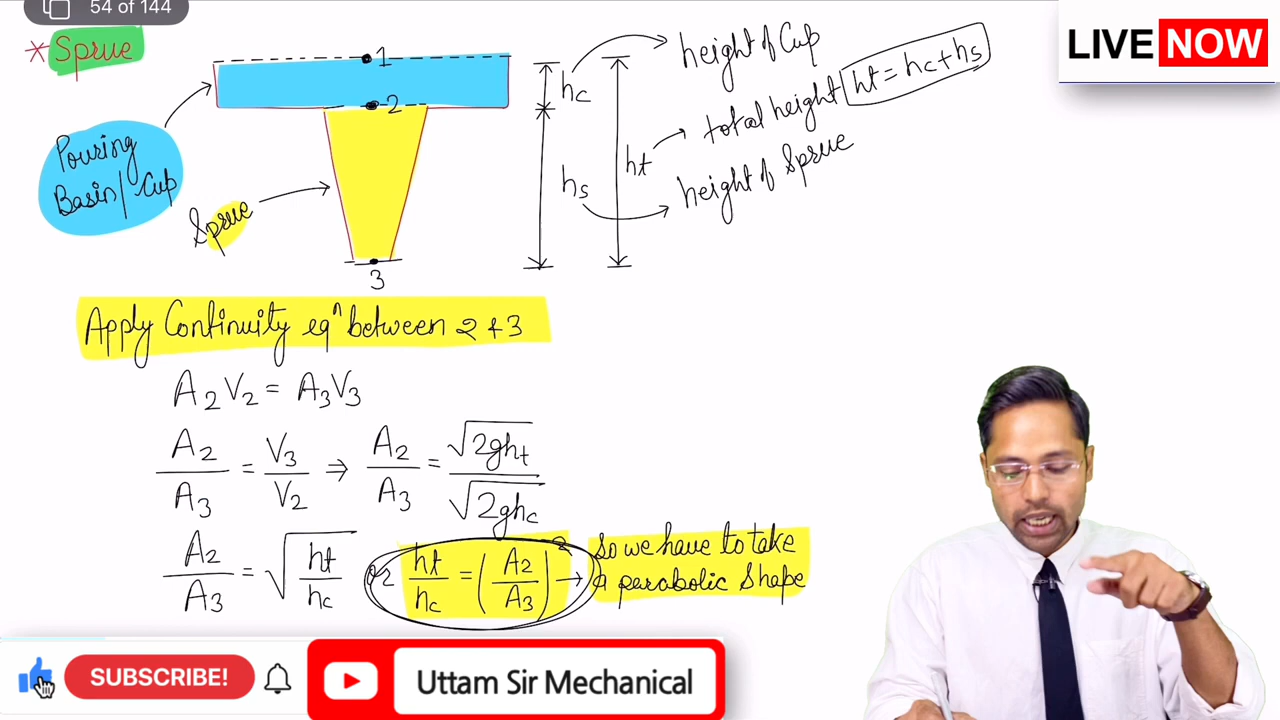 54 of 144
LIVE NOW
* Sprue
1
2
3
Pouring
Basin/Cup
Sprue
hc
hs
ht
height of Cup
total height ht = hc + hs
height of Sprue
Apply Continuity eqⁿ between 2 & 3
A₂V₂ = A₃V₃
A₂/A₃ = V₃/V₂ ⇒ A₂/A₃ = √2ght/√2ghc
A₂/A₃ = √ht/hc or ht/hc = (A₂/A₃)² → so we have to take
a parabolic shape
SUBSCRIBE!
Uttam Sir Mechanical